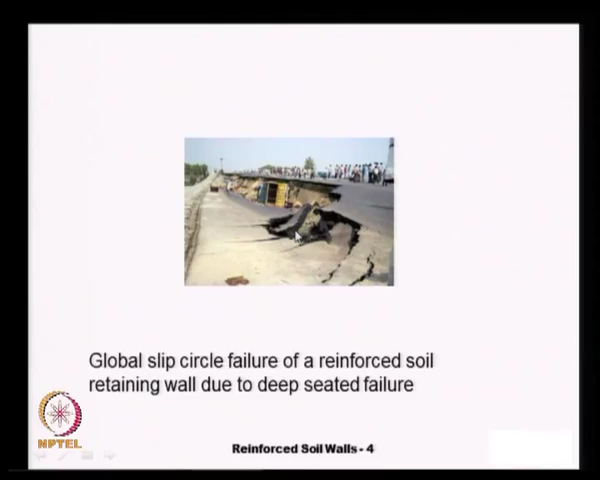 Global slip circle failure of a reinforced soil
retaining wall due to deep seated failure
NPTEL
Reinforced Soil Walls - 4